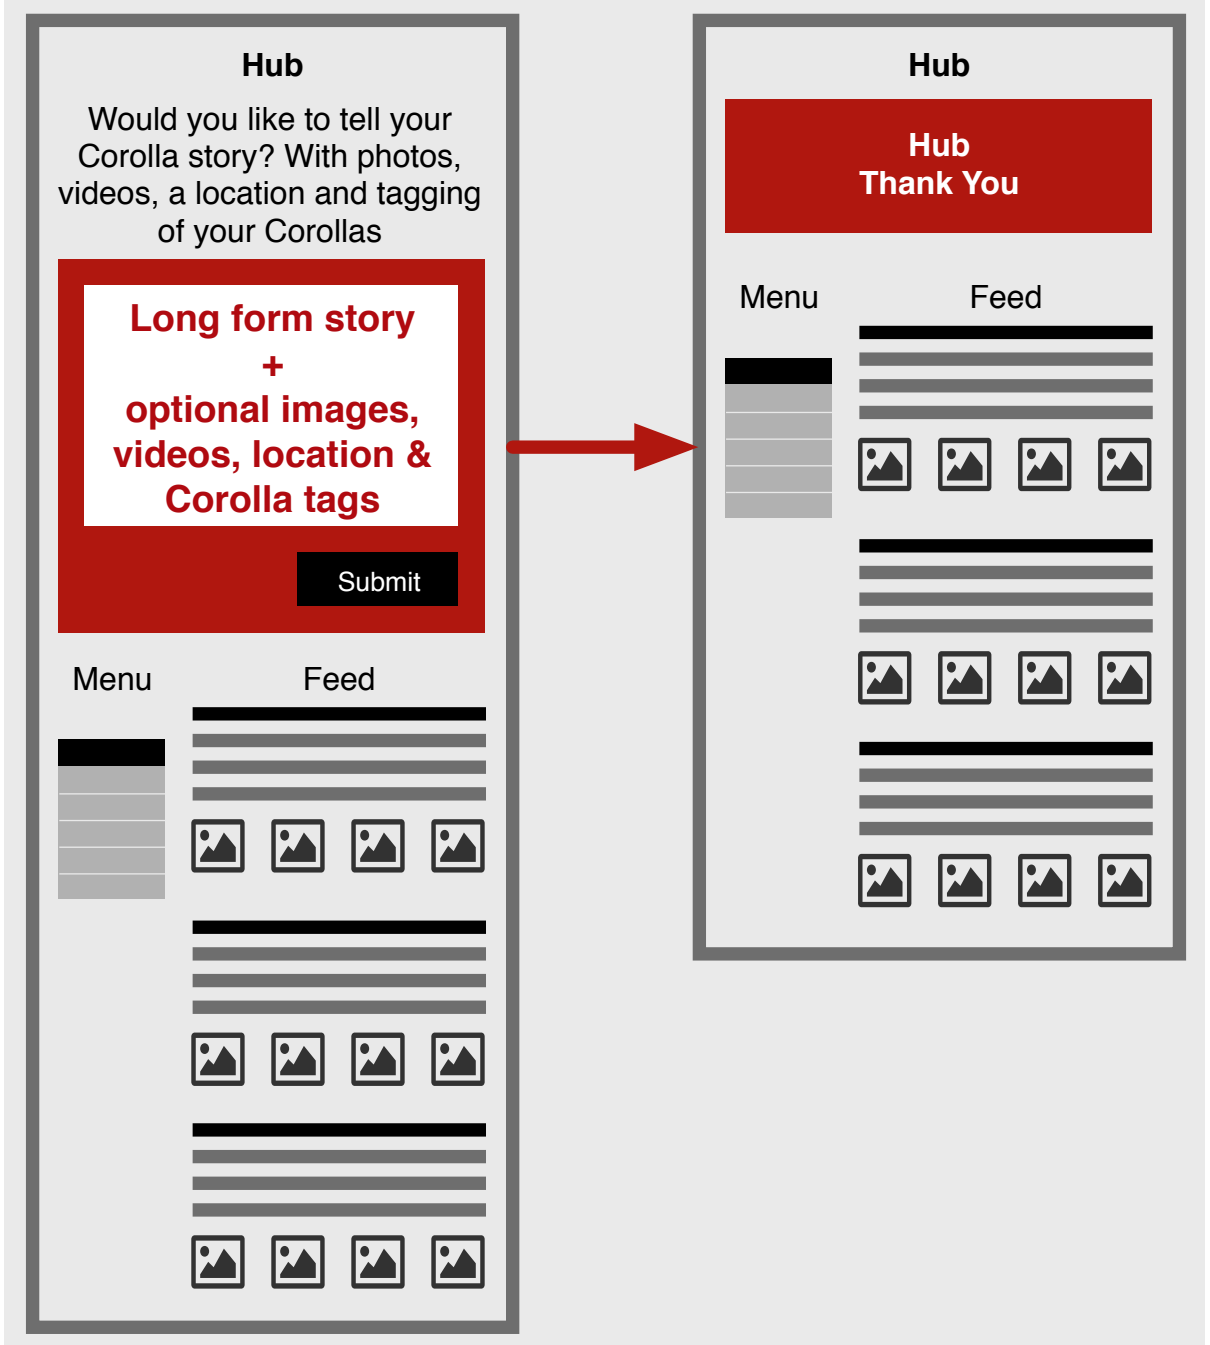 Hub
Would you like to tell your
Corolla story? With photos,
videos, a location and tagging
of your Corollas
Long form story
+
optional images,
videos, location &
Corolla tags
Submit
Menu
Feed
Hub
Hub
Thank You
Menu
Feed